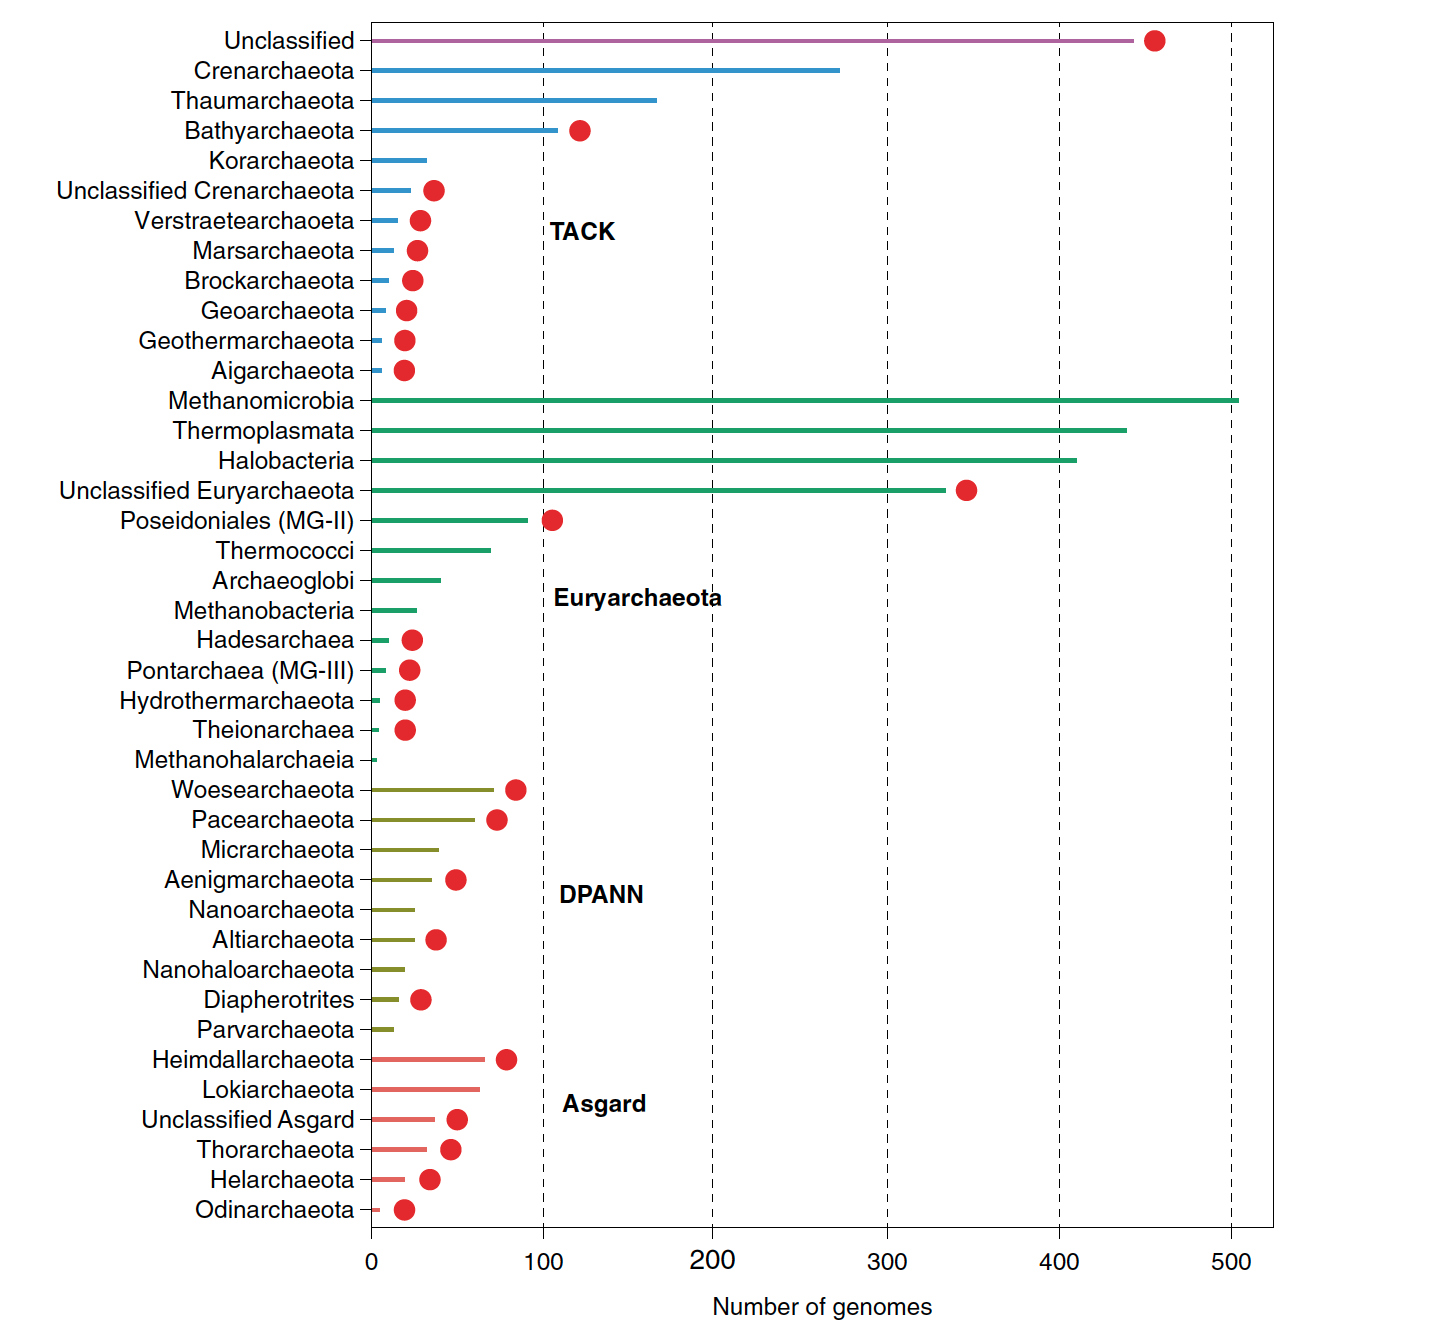 Unclassified
Crenarchaeota
Thaumarchaeota
Bathyarchaeota
Korarchaeota
Unclassified Crenarchaeota
Verstraetearchaoeta
TACK
Marsarchaeota
Brockarchaeota
Geoarchaeota
Geothermarchaeota
Aigarchaeota
Methanomicrobia
Thermoplasmata
Halobacteria
Unclassified Euryarchaeota
Poseidoniales (MG-II)
Thermococci
Archaeoglobi
Euryarchaeota
Methanobacteria
Hadesarchaea
Pontarchaea (MG-III)
Hydrothermarchaeota
Theionarchaea
Methanohalarchaeia
Woesearchaeota
Pacearchaeota
Micrarchaeota
Aenigmarchaeota
DPANN
Nanoarchaeota
Altiarchaeota
Nanohaloarchaeota
Diapherotrites
Parvarchaeota
Heimdallarchaeota
Lokiarchaeota
Asgard
Unclassified Asgard
Thorarchaeota
Helarchaeota
Odinarchaeota
0 100 200 300 400 500
Number of genomes